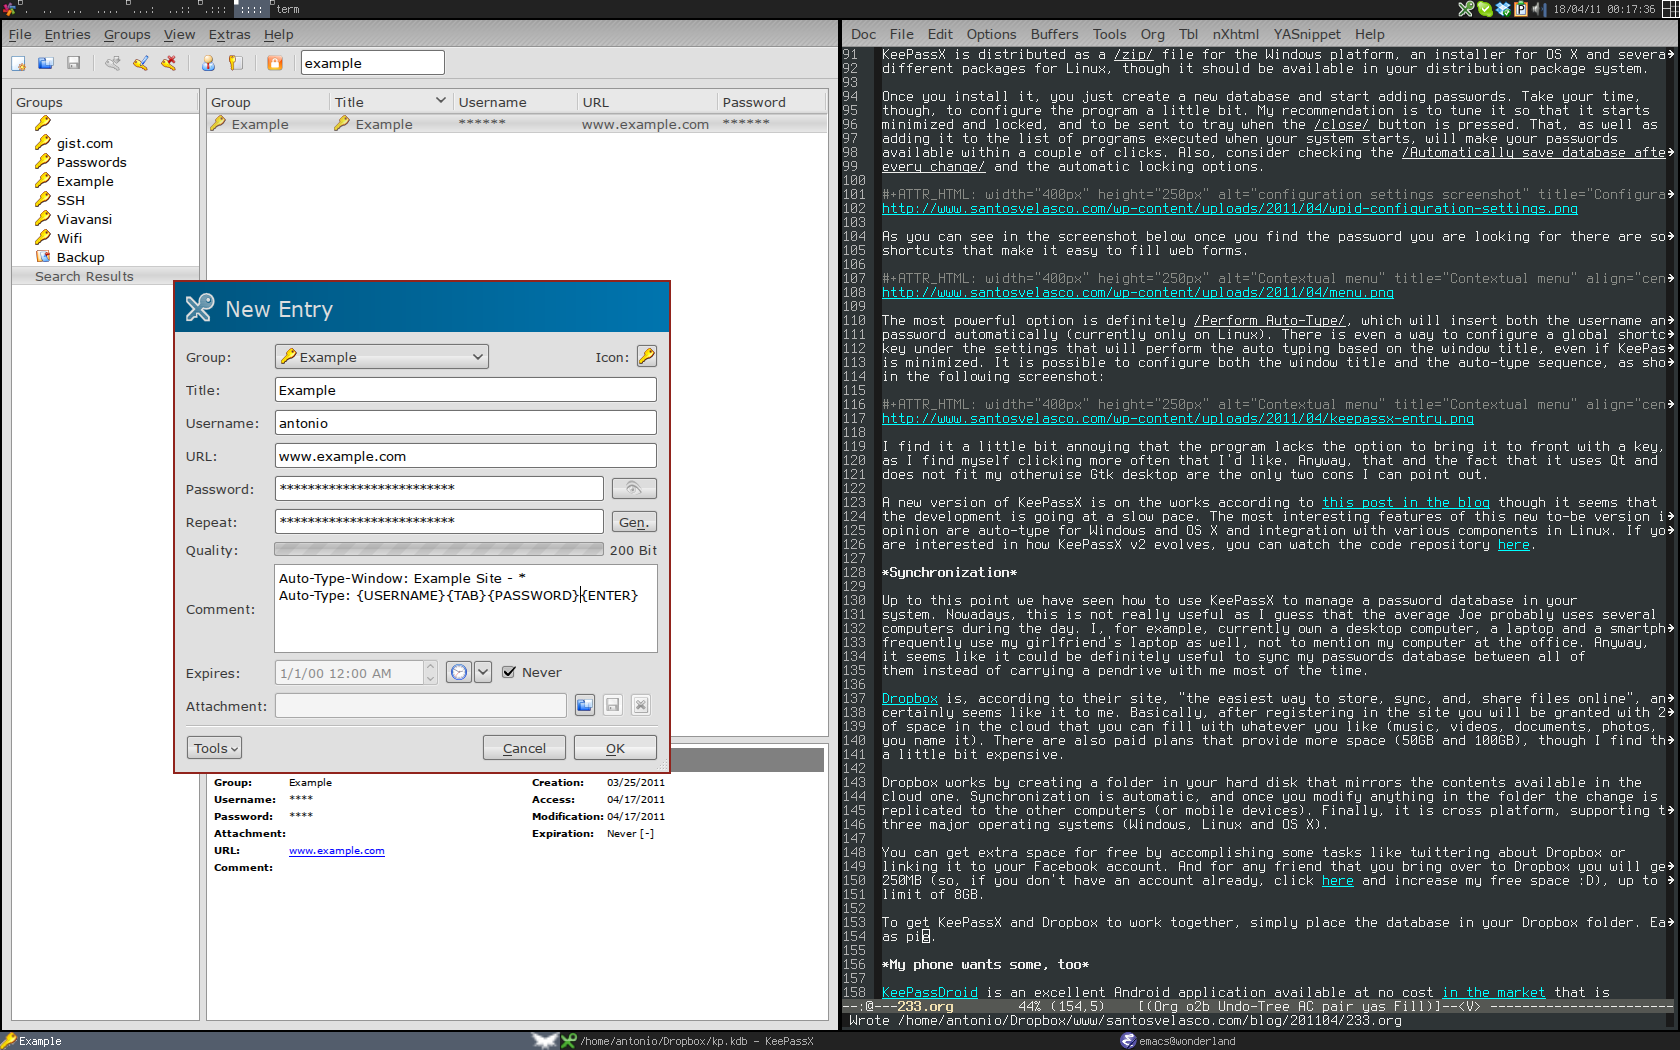 term
18/04/11 00:17:36
File Entries Groups View Extras Help
example
Groups
gist.com
Passwords
Example
SSH
Viavansi
Wifi
Backup
Search Results
Group Title Username URL Password
Example Example ****** www.example.com ******
New Entry
Group: Example Icon:
Title: Example
Username: antonio
URL: www.example.com
Password: *************************
Repeat: ************************* Gen.
Quality: 200 Bit
Comment: Auto-Type-Window: Example Site - *
Auto-Type: {USERNAME}{TAB}{PASSWORD}{ENTER}
Expires: 1/1/00 12:00 AM Never
Attachment:
Tools Cancel OK
Group: Example Creation: 03/25/2011
Username: **** Access: 04/17/2011
Password: **** Modification: 04/17/2011
Attachment: Expiration: Never [-]
URL: www.example.com
Comment:
Doc File Edit Options Buffers Tools Org Tbl nXhtml YASnippet Help
91 KeePassX is distributed as a /zip/ file for the Windows platform, an installer for OS X and severa
92 different packages for Linux, though it should be available in your distribution package system.
93
94 Once you install it, you just create a new database and start adding passwords. Take your time,
95 though, to configure the program a little bit. My recommendation is to tune it so that it starts
96 minimized and locked, and to be sent to tray when the /close/ button is pressed. That, as well as
97 adding it to the list of programs executed when your system starts, will make your passwords
98 available within a couple of clicks. Also, consider checking the /Automatically save database afte
99 every change/ and the automatic locking options.
100
101 #+ATTR_HTML: width="400px" height="250px" alt="configuration settings screenshot" title="Configura
102 http://www.santosvelasco.com/wp-content/uploads/2011/04/wpid-configuration-settings.png
103
104 As you can see in the screenshot below once you find the password you are looking for there are so
105 shortcuts that make it easy to fill web forms.
106
107 #+ATTR_HTML: width="400px" height="250px" alt="Contextual menu" title="Contextual menu" align="cen
108 http://www.santosvelasco.com/wp-content/uploads/2011/04/menu.png
109
110 The most powerful option is definitely /Perform Auto-Type/, which will insert both the username an
111 password automatically (currently only on Linux). There is even a way to configure a global shortc
112 key under the settings that will perform the auto typing based on the window title, even if KeePas
113 is minimized. It is possible to configure both the window title and the auto-type sequence, as sho
114 in the following screenshot:
115
116 #+ATTR_HTML: width="400px" height="250px" alt="Contextual menu" title="Contextual menu" align="cen
117 http://www.santosvelasco.com/wp-content/uploads/2011/04/keepassx-entry.png
118
119 I find it a little bit annoying that the program lacks the option to bring it to front with a key,
120 as I find myself clicking more often that I'd like. Anyway, that and the fact that it uses Qt and
121 does not fit my otherwise Gtk desktop are the only two cons I can point out.
122
123 A new version of KeePassX is on the works according to this post in the blog though it seems that
124 the development is going at a slow pace. The most interesting features of this new to-be version i
125 opinion are auto-type for Windows and OS X and integration with various components in Linux. If yo
126 are interested in how KeePassX v2 evolves, you can watch the code repository here.
127
128 *Synchronization*
129
130 Up to this point we have seen how to use KeePassX to manage a password database in your
131 system. Nowadays, this is not really useful as I guess that the average Joe probably uses several
132 computers during the day. I, for example, currently own a desktop computer, a laptop and a smartph
133 frequently use my girlfriend's laptop as well, not to mention my computer at the office. Anyway,
134 it seems like it could be definitely useful to sync my passwords database between all of
135 them instead of carrying a pendrive with me most of the time.
136
137 Dropbox is, according to their site, "the easiest way to store, sync, and, share files online", an
138 certainly seems like it to me. Basically, after registering in the site you will be granted with 2
139 of space in the cloud that you can fill with whatever you like (music, videos, documents, photos,
140 you name it). There are also paid plans that provide more space (50GB and 100GB), though I find th
141 a little bit expensive.
142
143 Dropbox works by creating a folder in your hard disk that mirrors the contents available in the
144 cloud one. Synchronization is automatic, and once you modify anything in the folder the change is
145 replicated to the other computers (or mobile devices). Finally, it is cross platform, supporting t
146 three major operating systems (Windows, Linux and OS X).
147
148 You can get extra space for free by accomplishing some tasks like twittering about Dropbox or
149 linking it to your Facebook account. And for any friend that you bring over to Dropbox you will ge
150 250MB (so, if you don't have an account already, click here and increase my free space :D), up to
151 limit of 8GB.
152
153 To get KeePassX and Dropbox to work together, simply place the database in your Dropbox folder. Ea
154 as pie.
155
156 *My phone wants some, too*
157
158 KeePassDroid is an excellent Android application available at no cost in the market that is
--:@---233.org 44% (154,5) [(Org o2b Undo-Tree AC pair yas Fill)]--<V>
Wrote /home/antonio/Dropbox/www/santosvelasco.com/blog/201104/233.org
Example
/home/antonio/Dropbox/kp.kdb - KeePassX
emacs@wonderland